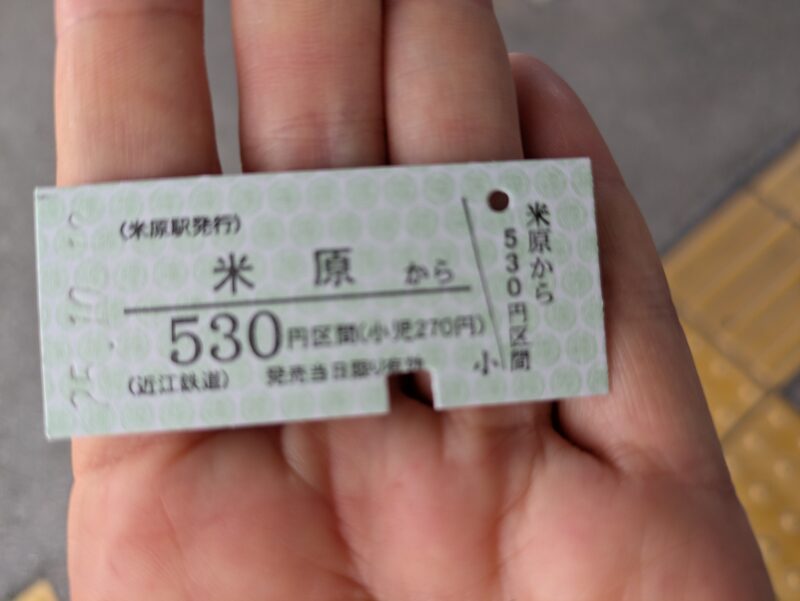 (米原駅発行)
米原 から
530円区間(小児270円)
(近江鉄道) 発売当日限り有効
小
米原から
530円区間